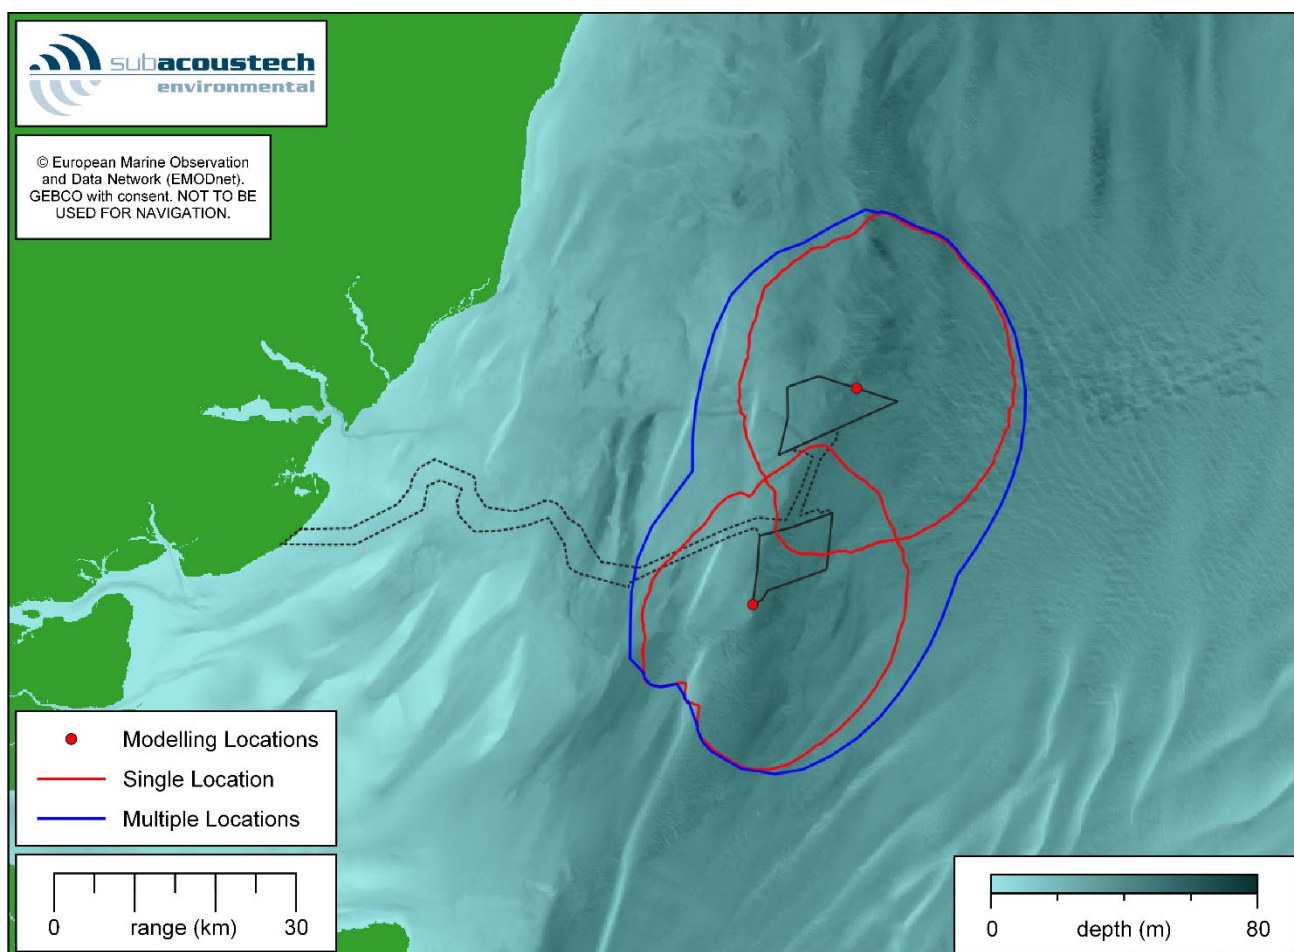 subacoustech
environmental
© European Marine Observation
and Data Network (EMODnet).
GEBCO with consent. NOT TO BE
USED FOR NAVIGATION.
Modelling Locations
Single Location
Multiple Locations
0 range (km) 30
0 depth (m) 80